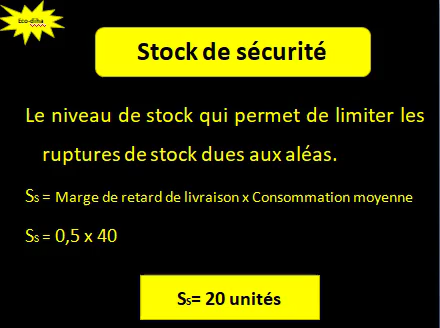 Eco-diha
Stock de sécurité
Le niveau de stock qui permet de limiter les
ruptures de stock dues aux aléas.
Ss = Marge de retard de livraison x Consommation moyenne
Ss = 0,5 x 40
Ss= 20 unités